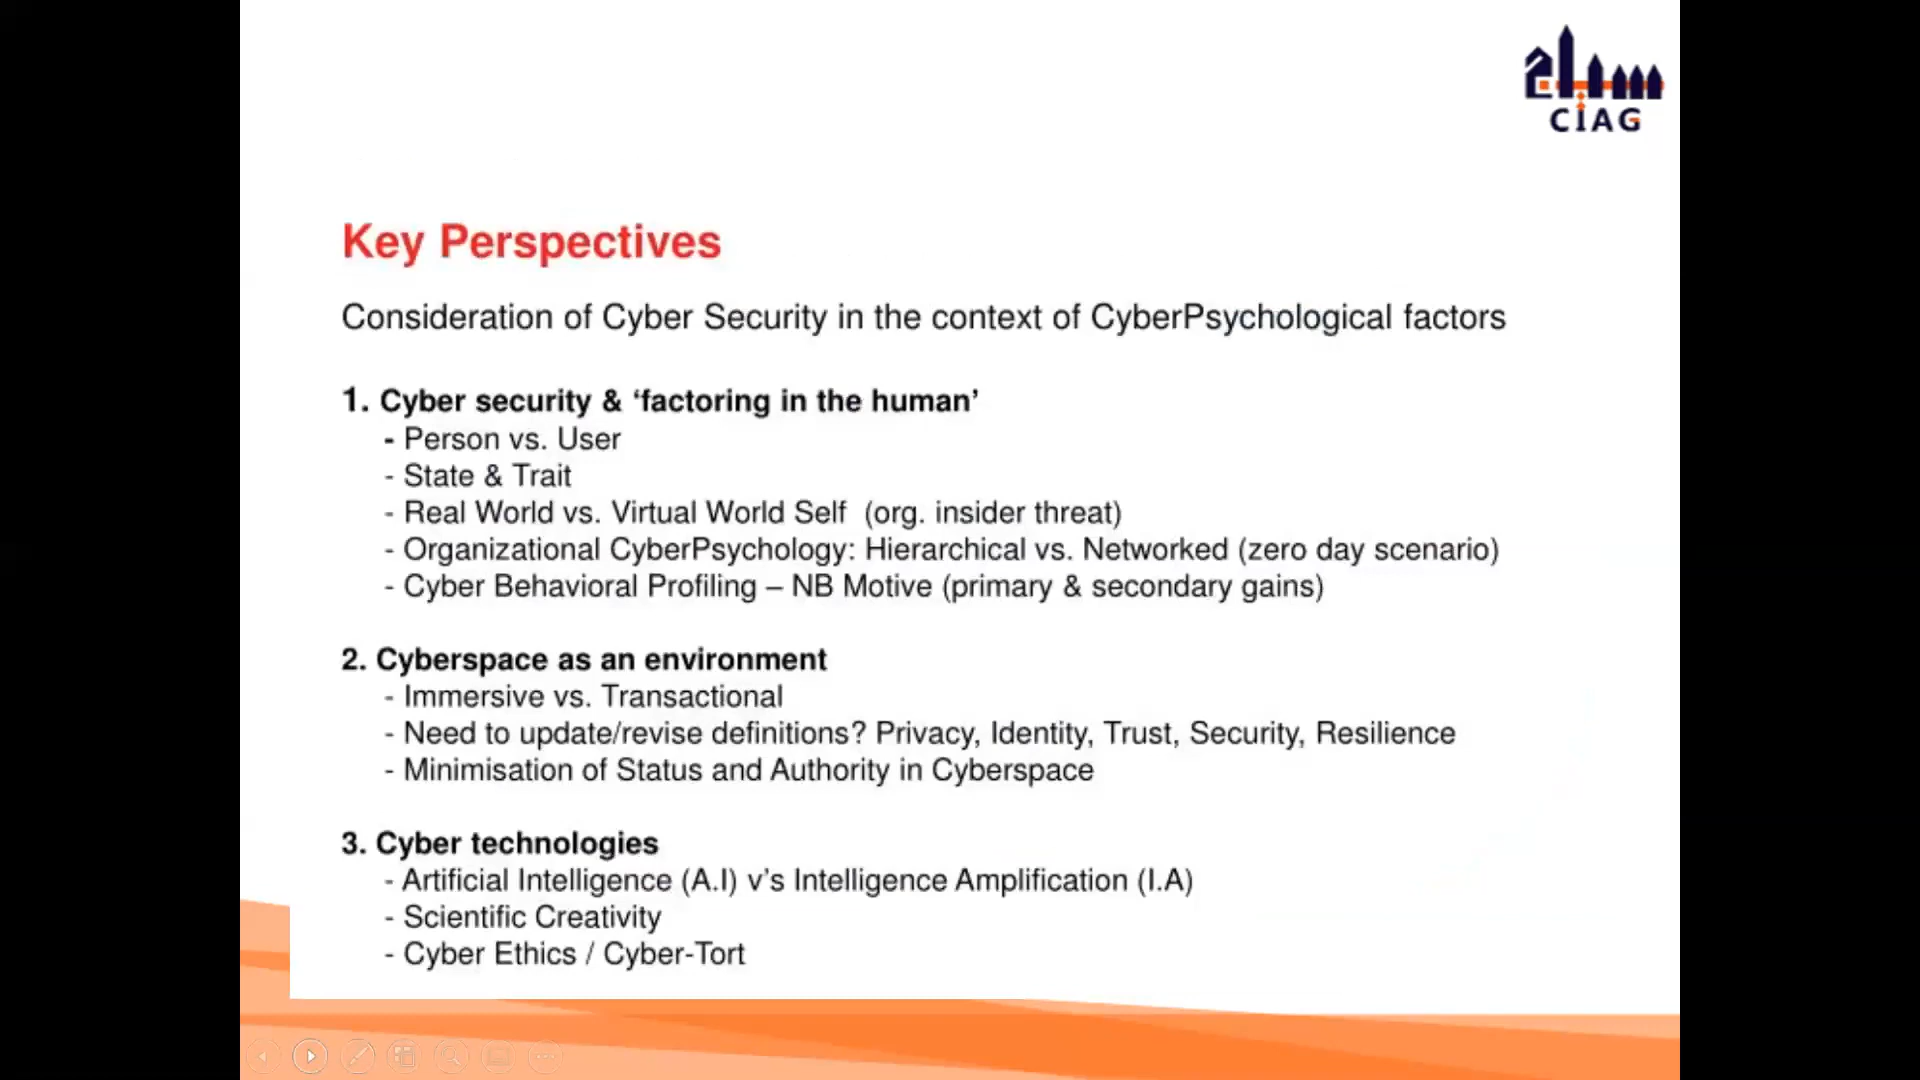 CIAG
Key Perspectives
Consideration of Cyber Security in the context of CyberPsychological factors
1. Cyber security & ‘factoring in the human’
- Person vs. User
- State & Trait
- Real World vs. Virtual World Self  (org. insider threat)
- Organizational CyberPsychology: Hierarchical vs. Networked (zero day scenario)
- Cyber Behavioral Profiling – NB Motive (primary & secondary gains)
2. Cyberspace as an environment
- Immersive vs. Transactional
- Need to update/revise definitions? Privacy, Identity, Trust, Security, Resilience
- Minimisation of Status and Authority in Cyberspace
3. Cyber technologies
- Artificial Intelligence (A.I) v’s Intelligence Amplification (I.A)
- Scientific Creativity
- Cyber Ethics / Cyber-Tort